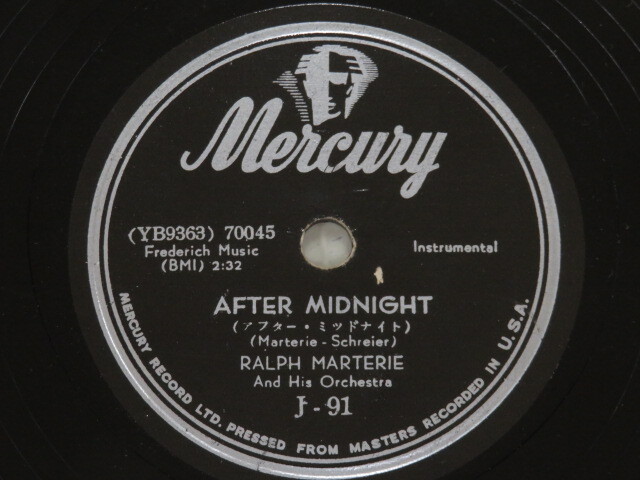 Mercury
(YB9363) 70045
Frederich Music
(BMI) 2:32
Instrumental
AFTER MIDNIGHT
(アフター・ミッドナイト)
(Marterie - Schreier)
RALPH MARTERIE
And His Orchestra
J-91
MERCURY RECORD LTD. PRESSED FROM MASTERS RECORDED IN U.S.A.